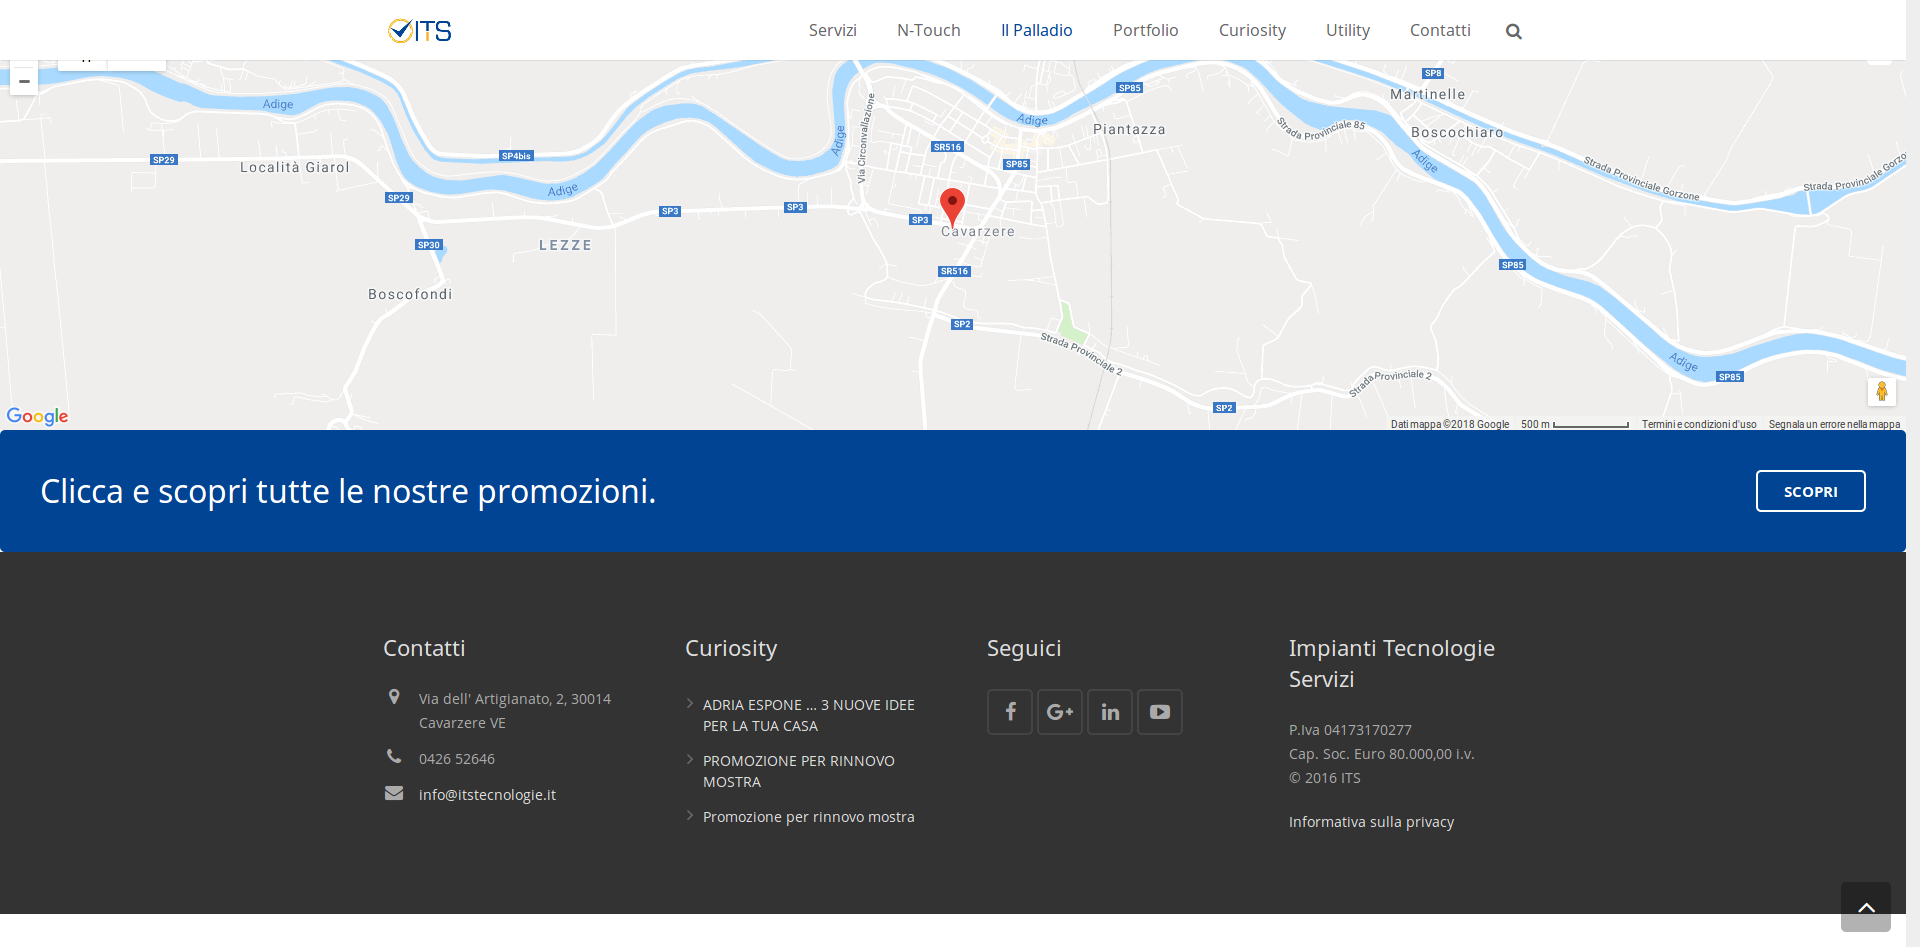 ITS
Servizi
N-Touch
Il Palladio
Portfolio
Curiosity
Utility
Contatti
SP8
Martinelle
SP85
Adige
Adige
Piantazza
Strada Provinciale 85
Boscochiaro
Via Circonvallazione
Adige
SR516
SP4bis
SP29
Località Giarol
SP85
Adige
Strada Provinciale Gorzone
Strada Provinciale Gorzo
Adige
SP29
SP3
SP3
SP3
Cavarzere
SP30
LEZZE
SP85
SR516
Boscofondi
SP2
Strada Provinciale 2
Adige
SP85
Strada Provinciale 2
SP2
Google
Dati mappa ©2018 Google
500 m
Termini e condizioni d'uso
Segnala un errore nella mappa
Clicca e scopri tutte le nostre promozioni.
SCOPRI
Contatti
Via dell' Artigianato, 2, 30014
Cavarzere VE
0426 52646
info@itstecnologie.it
Curiosity
ADRIA ESPONE … 3 NUOVE IDEE
PER LA TUA CASA
PROMOZIONE PER RINNOVO
MOSTRA
Promozione per rinnovo mostra
Seguici
Impianti Tecnologie
Servizi
P.Iva 04173170277
Cap. Soc. Euro 80.000,00 i.v.
© 2016 ITS
Informativa sulla privacy